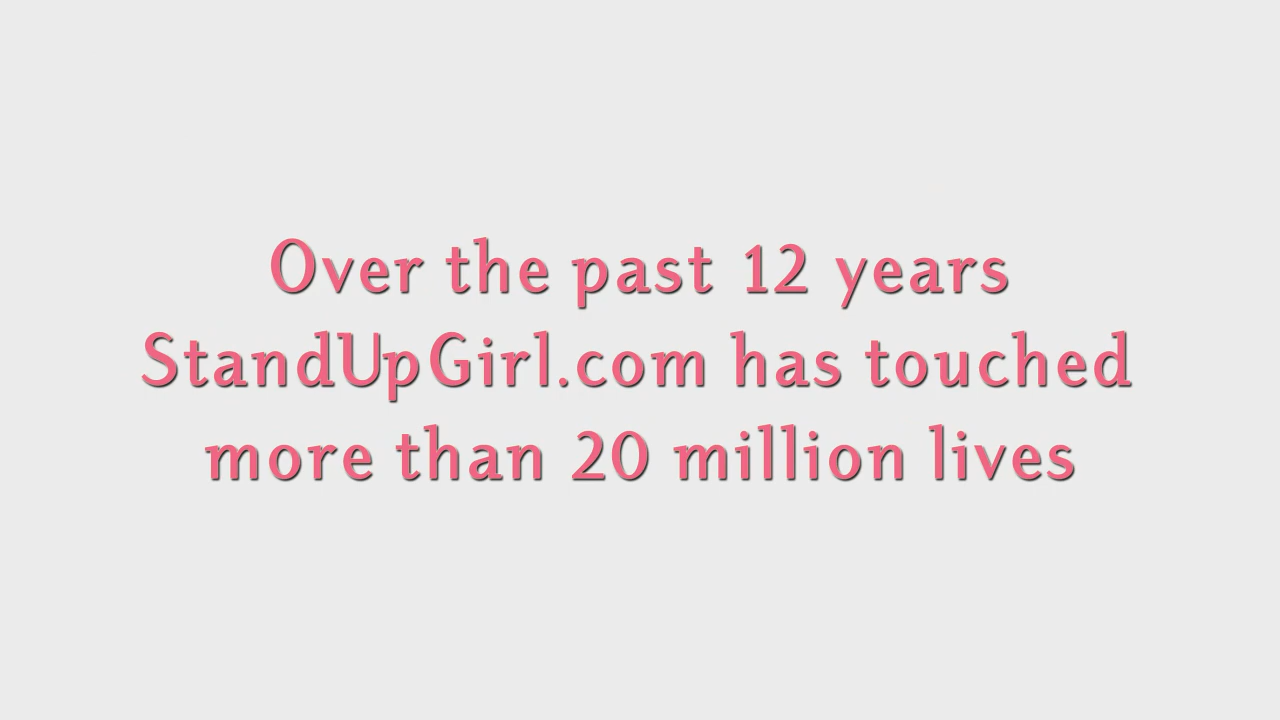 Over the past 12 years
StandUpGirl.com has touched
more than 20 million lives